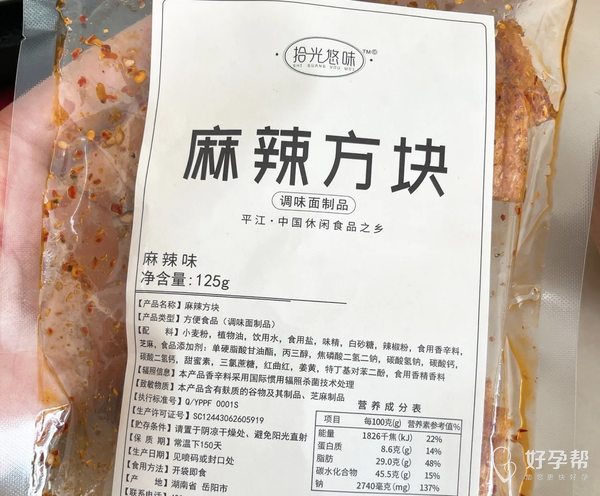 拾光悠味 TM©
SHI GUANG YOU WEI
麻辣方块
调味面制品
平江·中国休闲食品之乡
麻辣味
净含量:125g
【产品名称】麻辣方块
【产品类型】方便食品（调味面制品）
【配 料】小麦粉，植物油，饮用水，食用盐，味精，白砂糖，辣椒粉，食用香辛料，
芝麻，食品添加剂：单硬脂酸甘油酯，丙三醇，焦磷酸二氢二钠，碳酸氢钠，碳酸钙，
碳酸二氢钙，甜蜜素，三氯蔗糖，红曲红，姜黄，特丁基对苯二酚，食用香精香料
【辐照信息】本产品香辛料采用国际惯用辐照杀菌技术处理
【致敏物质】本产品含有麸质的谷物及其制品、芝麻制品
【执行标准号】Q/YPPF 0001S
【生产许可证号】SC12443062605919
【贮存条件】请置于阴凉干燥处、避免阳光直射
【保 质 期】常温下150天
【生产日期】见喷码或封口处
【食用方法】开袋即食
【产 地】湖南省 岳阳市
【联系电话】
营养成分表
项目 每100克(g) 营养素参考值%
能量 1826千焦(kJ) 22%
蛋白质 8.6克(g) 14%
脂肪 29.0克(g) 48%
碳水化合物 45.5克(g) 15%
钠 2740毫克(mg) 137%
好孕帮
助您更快好孕